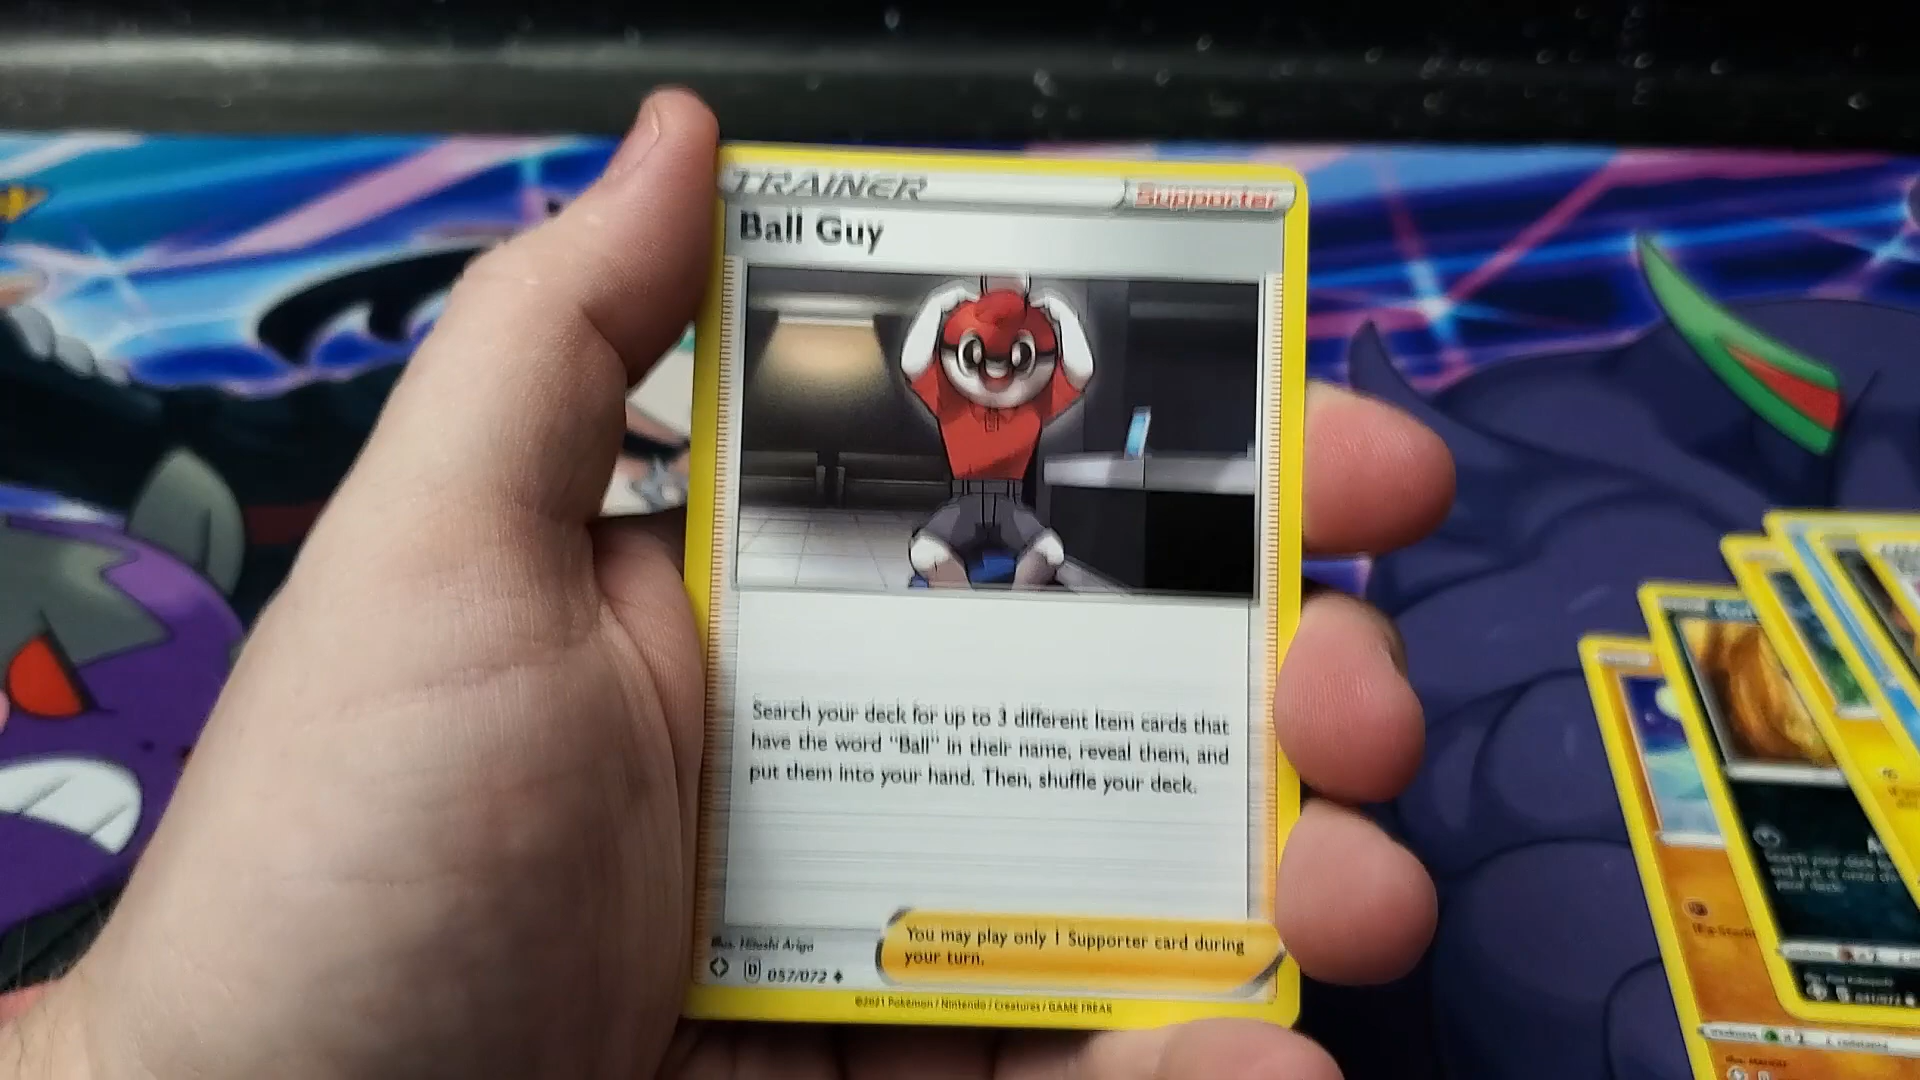 TRAINER
Supporter
Ball Guy
Search your deck for up to 3 different Item cards that
have the word "Ball" in their name, reveal them, and
put them into your hand. Then, shuffle your deck.
You may play only 1 Supporter card during
your turn.
Illus. Hitoshi Ariga
D 057/072
©2021 Pokémon / Nintendo / Creatures / GAME FREAK